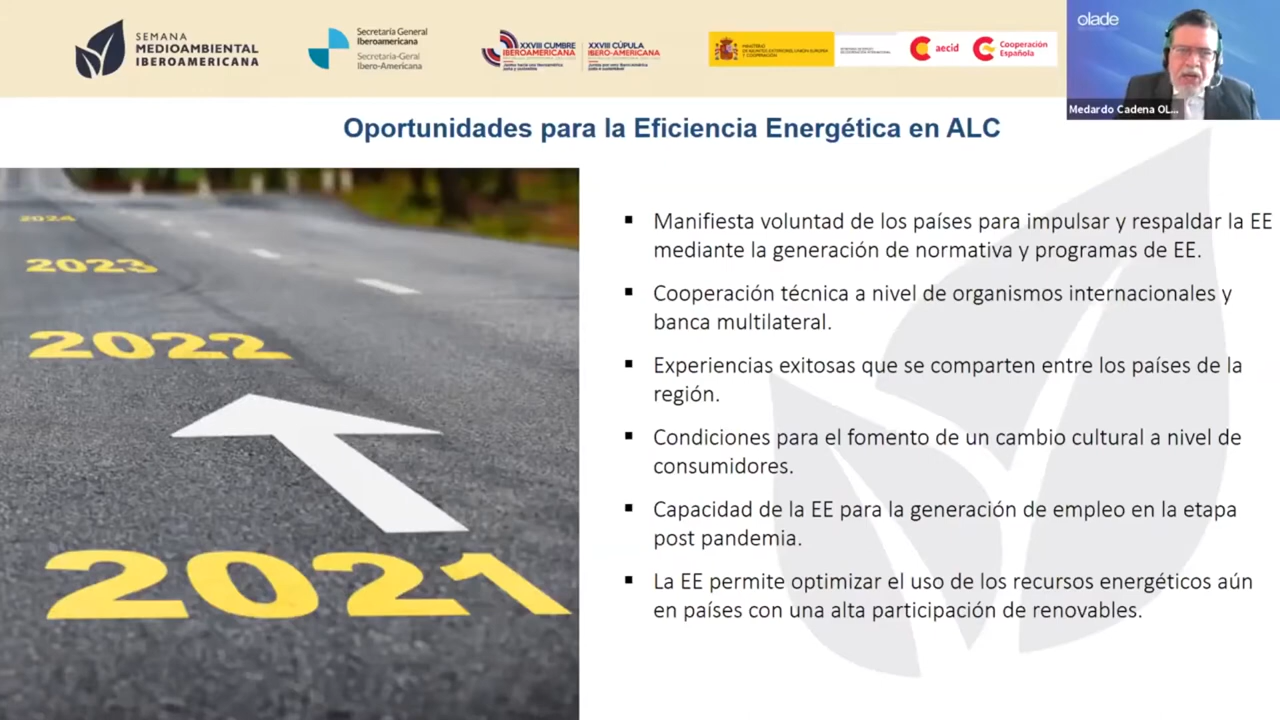 SEMANA
MEDIOAMBIENTAL
IBEROAMERICANA
Secretaría General
Iberoamericana
Secretaria-Geral
Ibero-Americana
XXVIII CUMBRE
IBEROAMERICANA
XXVIII CÚPULA
IBERO-AMERICANA
aecid
Cooperación
Española
olade
Medardo Cadena OL...
Oportunidades para la Eficiencia Energética en ALC
2024
2023
2022
2021
▪ Manifiesta voluntad de los países para impulsar y respaldar la EE
mediante la generación de normativa y programas de EE.
▪ Cooperación técnica a nivel de organismos internacionales y
banca multilateral.
▪ Experiencias exitosas que se comparten entre los países de la
región.
▪ Condiciones para el fomento de un cambio cultural a nivel de
consumidores.
▪ Capacidad de la EE para la generación de empleo en la etapa
post pandemia.
▪ La EE permite optimizar el uso de los recursos energéticos aún
en países con una alta participación de renovables.